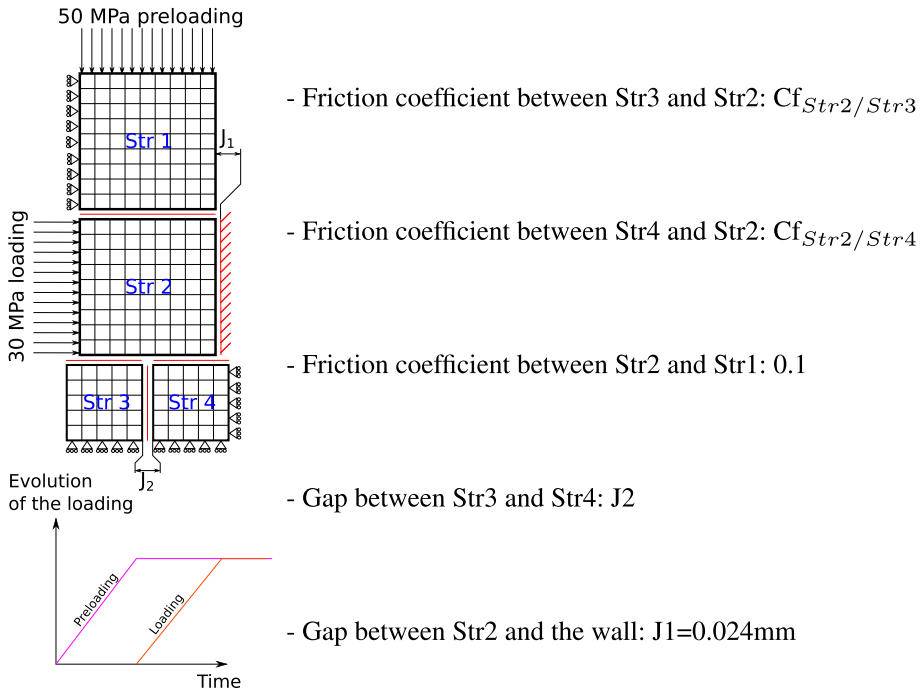 50 MPa preloading
- Friction coefficient between Str3 and Str2: Cf_{Str2/Str3}
Str 1
J₁
30 MPa loading
- Friction coefficient between Str4 and Str2: Cf_{Str2/Str4}
Str 2
- Friction coefficient between Str2 and Str1: 0.1
Str 3
Str 4
J₂
- Gap between Str3 and Str4: J2
Evolution
of the loading
Preloading
Loading
- Gap between Str2 and the wall: J1=0.024mm
Time